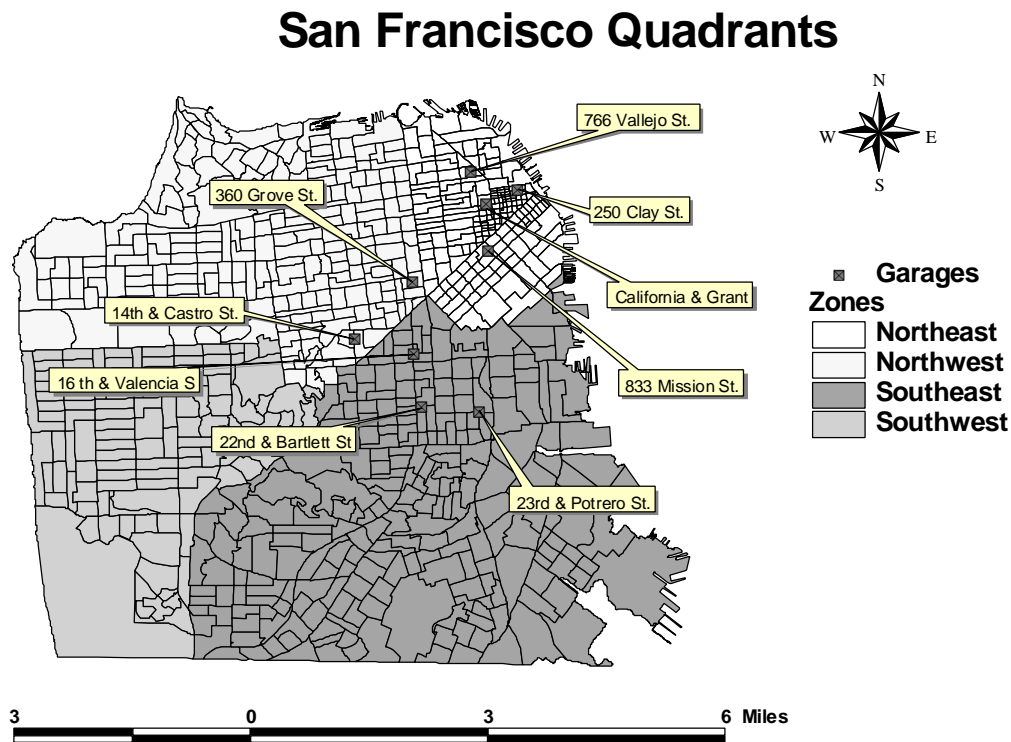 San Francisco Quadrants
N
W E
S
766 Vallejo St.
360 Grove St.
250 Clay St.
California & Grant
14th & Castro St.
16 th & Valencia S
833 Mission St.
22nd & Bartlett St
23rd & Potrero St.
Garages
Zones
Northeast
Northwest
Southeast
Southwest
3 0 3 6 Miles